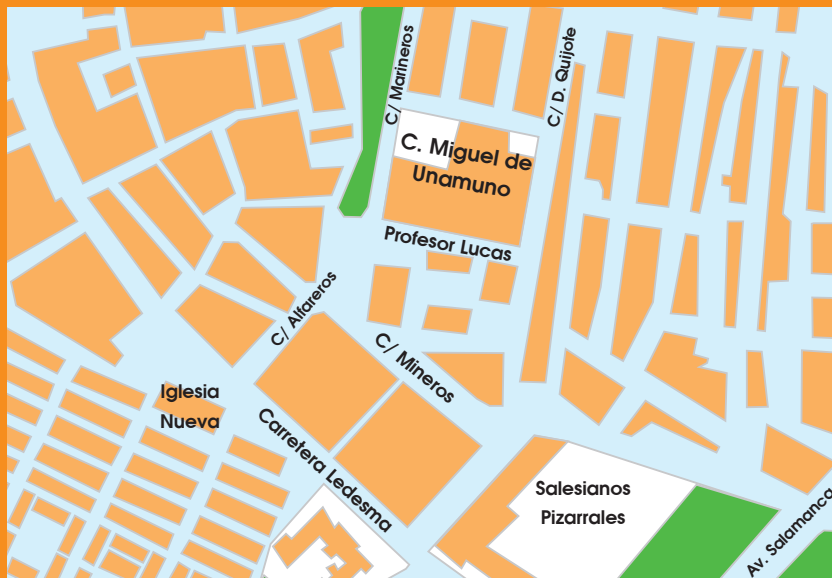 C/ Marineros
C/ D. Quijote
C. Miguel de
Unamuno
Profesor Lucas
C/ Alfareros
C/ Mineros
Iglesia
Nueva
Carretera Ledesma
Salesianos
Pizarrales
Av. Salamanca